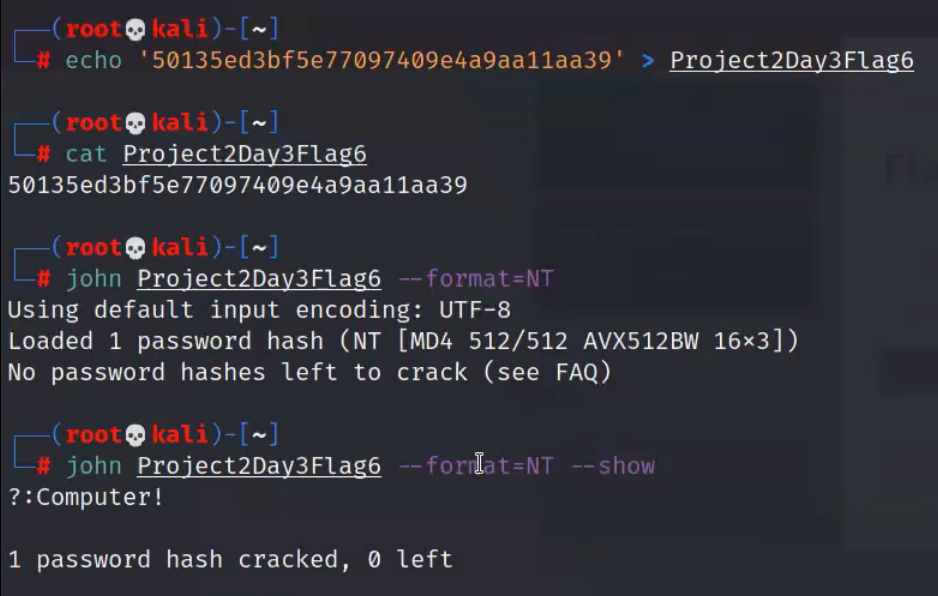 ┌──(root💀kali)-[~]
└─# echo '50135ed3bf5e77097409e4a9aa11aa39' > Project2Day3Flag6
┌──(root💀kali)-[~]
└─# cat Project2Day3Flag6
50135ed3bf5e77097409e4a9aa11aa39
┌──(root💀kali)-[~]
└─# john Project2Day3Flag6 --format=NT
Using default input encoding: UTF-8
Loaded 1 password hash (NT [MD4 512/512 AVX512BW 16×3])
No password hashes left to crack (see FAQ)
┌──(root💀kali)-[~]
└─# john Project2Day3Flag6 --format=NT --show
?:Computer!
1 password hash cracked, 0 left